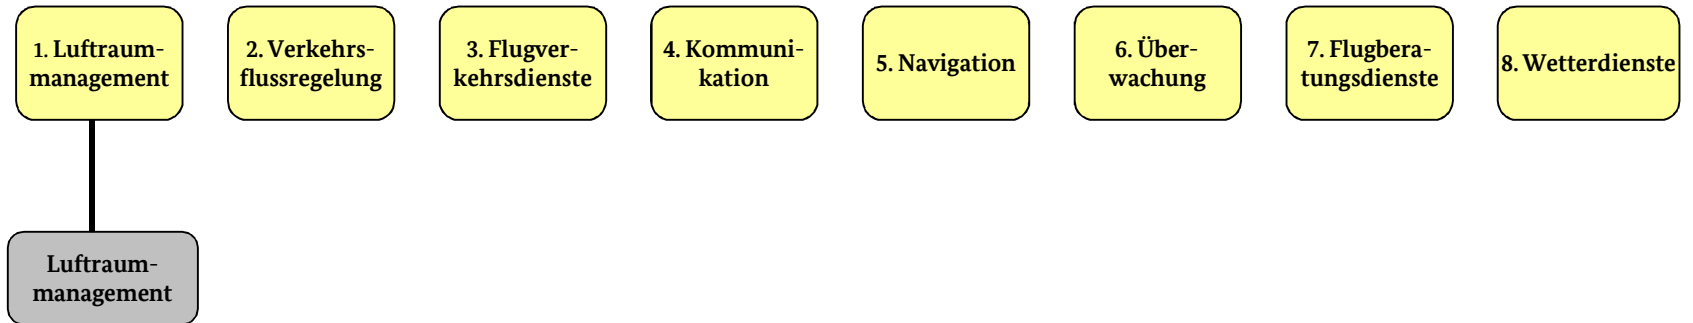 1. Luftraum-
management
2. Verkehrs-
flussregelung
3. Flugver-
kehrsdienste
4. Kommuni-
kation
5. Navigation
6. Über-
wachung
7. Flugbera-
tungsdienste
8. Wetterdienste
Luftraum-
management